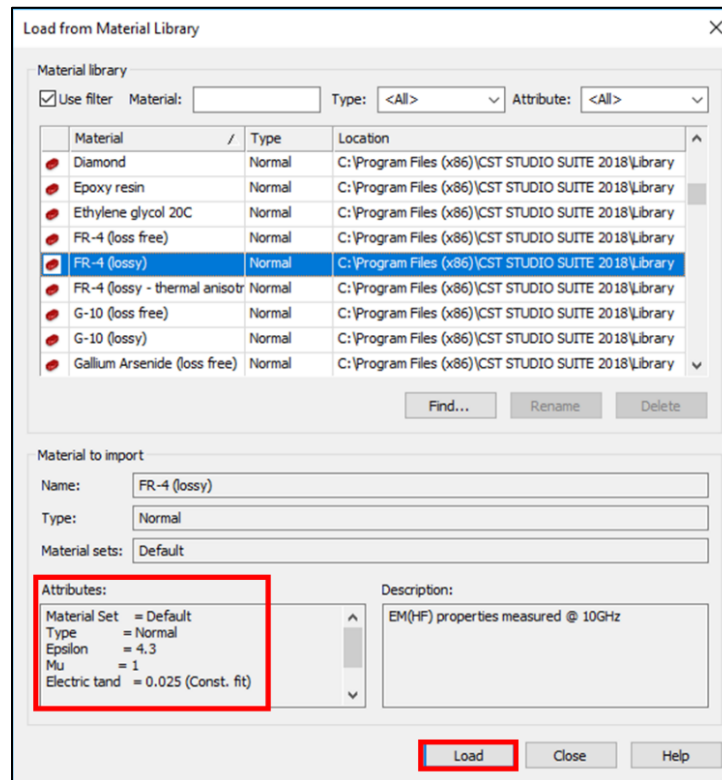 Load from Material Library
Material library
Use filter Material: Type: <All> Attribute: <All>
Material / Type Location
Diamond Normal C:\Program Files (x86)\CST STUDIO SUITE 2018\Library
Epoxy resin Normal C:\Program Files (x86)\CST STUDIO SUITE 2018\Library
Ethylene glycol 20C Normal C:\Program Files (x86)\CST STUDIO SUITE 2018\Library
FR-4 (loss free) Normal C:\Program Files (x86)\CST STUDIO SUITE 2018\Library
FR-4 (lossy) Normal C:\Program Files (x86)\CST STUDIO SUITE 2018\Library
FR-4 (lossy - thermal anisotr Normal C:\Program Files (x86)\CST STUDIO SUITE 2018\Library
G-10 (loss free) Normal C:\Program Files (x86)\CST STUDIO SUITE 2018\Library
G-10 (lossy) Normal C:\Program Files (x86)\CST STUDIO SUITE 2018\Library
Gallium Arsenide (loss free) Normal C:\Program Files (x86)\CST STUDIO SUITE 2018\Library
Find... Rename Delete
Material to import
Name: FR-4 (lossy)
Type: Normal
Material sets: Default
Attributes: Description:
Material Set = Default EM(HF) properties measured @ 10GHz
Type = Normal
Epsilon = 4.3
Mu = 1
Electric tand = 0.025 (Const. fit)
Load Close Help